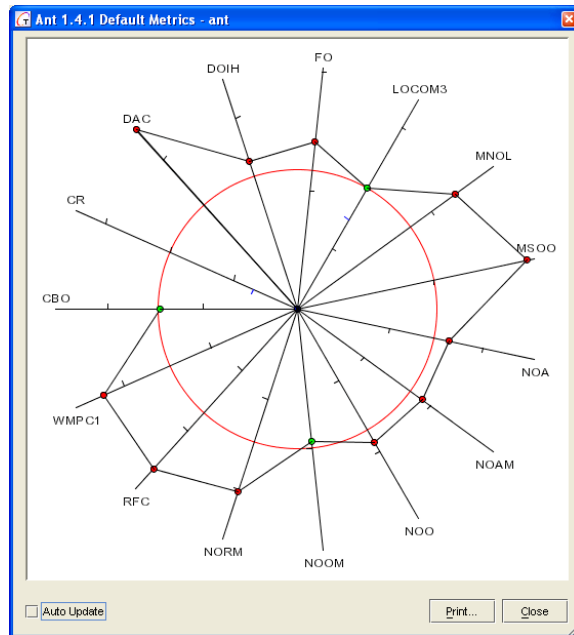 Ant 1.4.1 Default Metrics - ant
FO
DOIH
LOCOM3
DAC
MNOL
CR
MSOO
CBO
NOA
WMPC1
NOAM
RFC
NOO
NORM
NOOM
Auto Update
Print...
Close